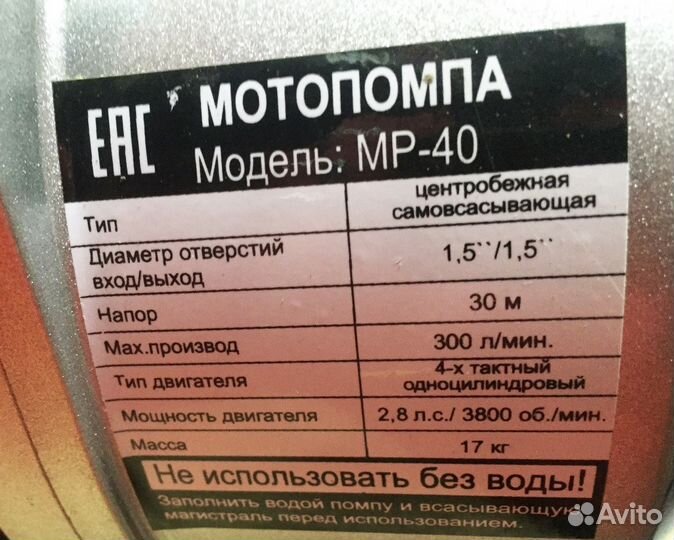 EAC МОТОПОМПА
Модель: MP-40
Тип центробежная самовсасывающая
Диаметр отверстий вход/выход 1,5``/1,5``
Напор 30 м
Мах.производ 300 л/мин.
Тип двигателя 4-х тактный одноцилиндровый
Мощность двигателя 2,8 л.с./ 3800 об./мин.
Масса 17 кг
Не использовать без воды!
Заполнить водой помпу и всасывающую
магистраль перед использованием.
Avito